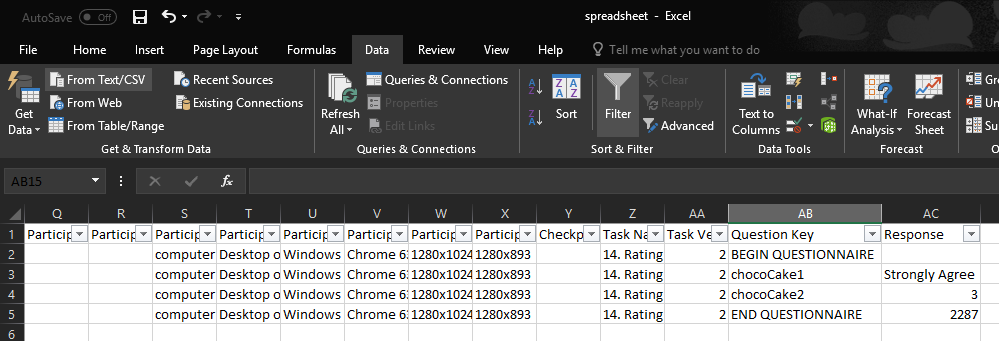 AutoSave Off spreadsheet - Excel
File Home Insert Page Layout Formulas Data Review View Help Tell me what you want to do
Get Data
From Text/CSV
From Web
From Table/Range
Recent Sources
Existing Connections
Get & Transform Data
Refresh All
Queries & Connections
Properties
Edit Links
Queries & Connections
Sort
Filter
Clear
Reapply
Advanced
Sort & Filter
Text to Columns
Data Tools
What-If Analysis
Forecast Sheet
Forecast
Gr
Un
Su
O
AB15 fx
Q R S T U V W X Y Z AA AB AC
1 Particip Particip Particip Particip Particip Particip Particip Particip Checkp Task Na Task Ve Question Key Response
2 computer Desktop o Windows Chrome 63 1280x1024 1280x893 14. Rating 2 BEGIN QUESTIONNAIRE
3 computer Desktop o Windows Chrome 63 1280x1024 1280x893 14. Rating 2 chocoCake1 Strongly Agree
4 computer Desktop o Windows Chrome 63 1280x1024 1280x893 14. Rating 2 chocoCake2 3
5 computer Desktop o Windows Chrome 63 1280x1024 1280x893 14. Rating 2 END QUESTIONNAIRE 2287
6